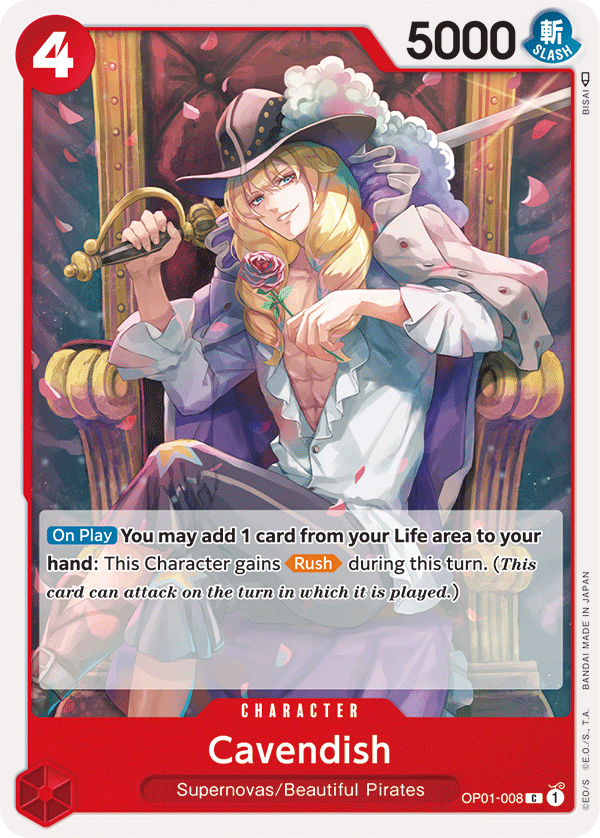 4
5000
斬
SLASH
BISAI
On Play You may add 1 card from your Life area to your
hand: This Character gains Rush during this turn. (This
card can attack on the turn in which it is played.)
©E.O./S., T.A. BANDAI MADE IN JAPAN
CHARACTER
Cavendish
Supernovas/Beautiful Pirates
©EO/S
OP01-008 C 1